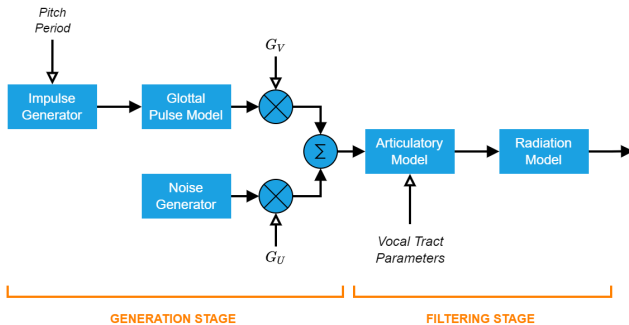 Pitch
Period
G_V
Impulse
Generator
Glottal
Pulse Model
Σ
Articulatory
Model
Radiation
Model
Noise
Generator
G_U
Vocal Tract
Parameters
GENERATION STAGE
FILTERING STAGE